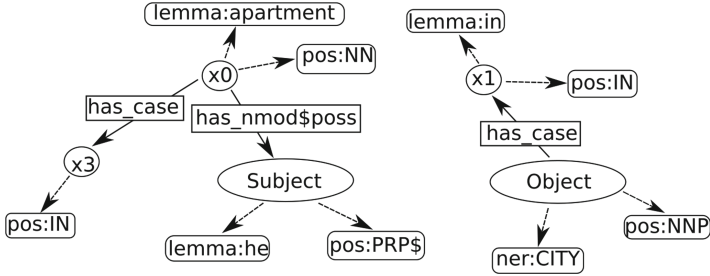 lemma:apartment
x0
pos:NN
has_case
has_nmod$poss
x3
Subject
pos:IN
lemma:he
pos:PRP$
lemma:in
x1
pos:IN
has_case
Object
pos:NNP
ner:CITY